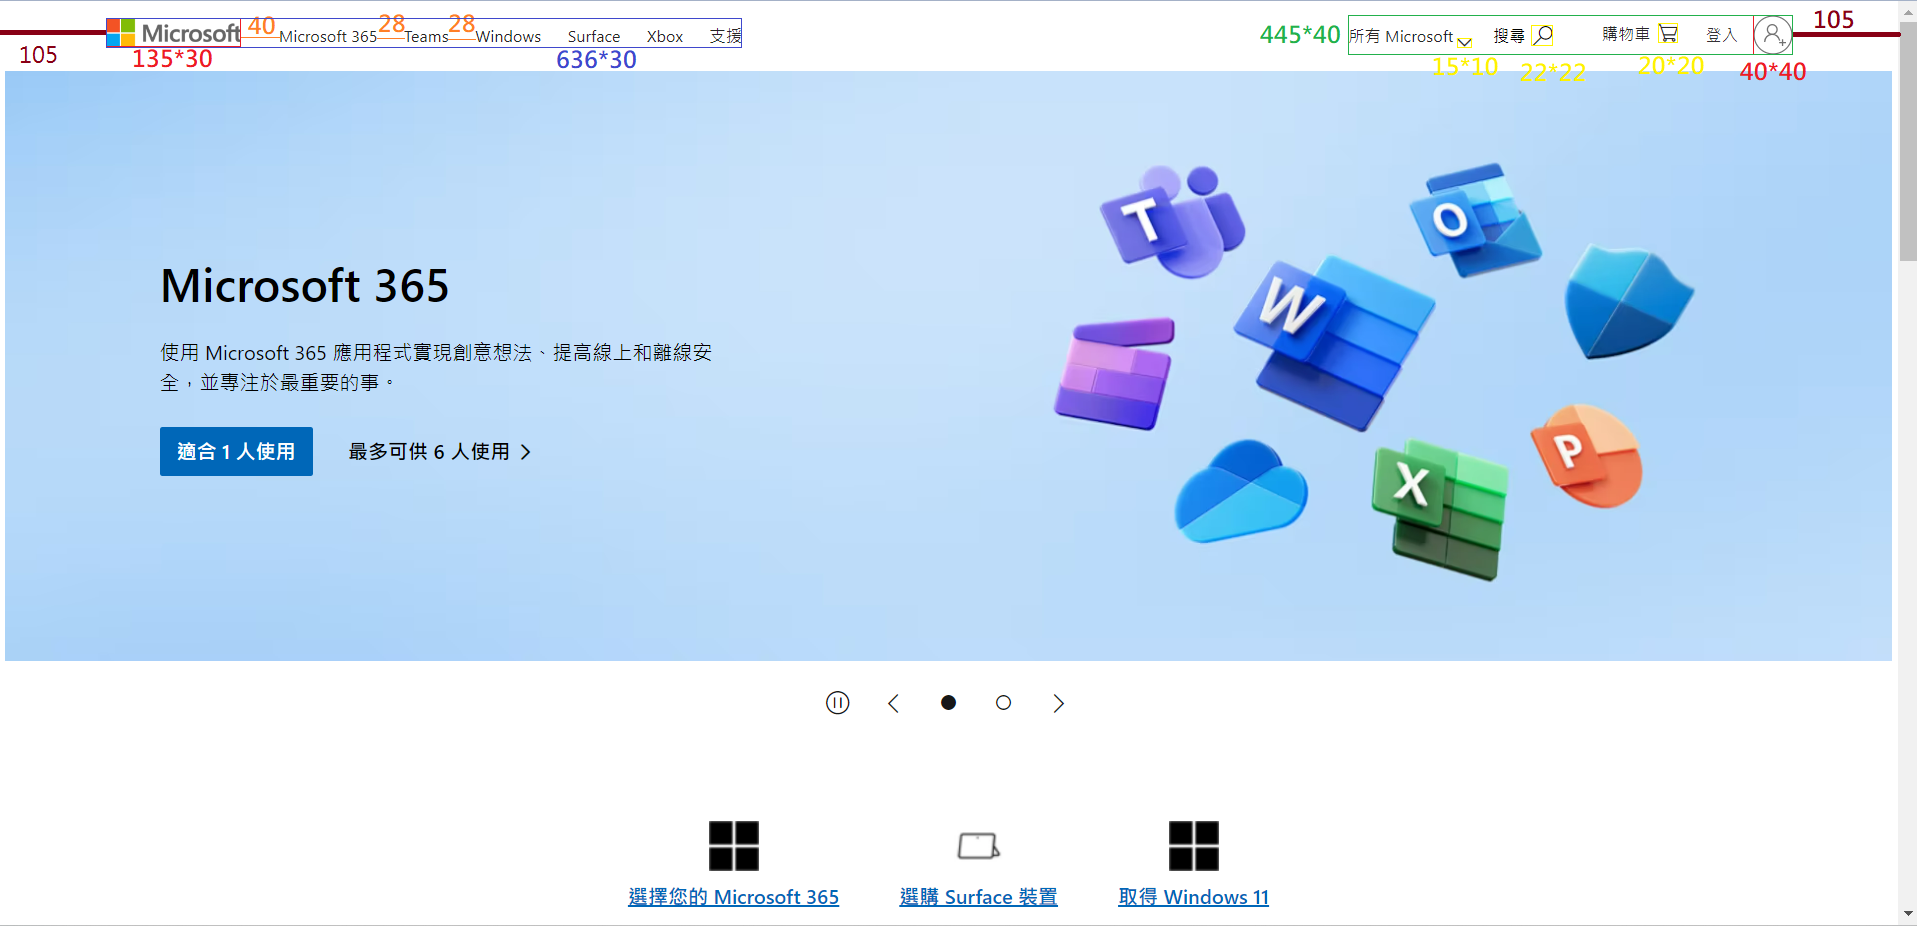 105
135*30
Microsoft
40
Microsoft 365
28
Teams
28
Windows
Surface
Xbox
支援
636*30
445*40
所有 Microsoft
15*10
搜尋
22*22
購物車
20*20
登入
40*40
105
Microsoft 365
使用 Microsoft 365 應用程式實現創意想法、提高線上和離線安
全，並專注於最重要的事。
適合 1 人使用
最多可供 6 人使用
T
O
W
X
P
選擇您的 Microsoft 365
選購 Surface 裝置
取得 Windows 11